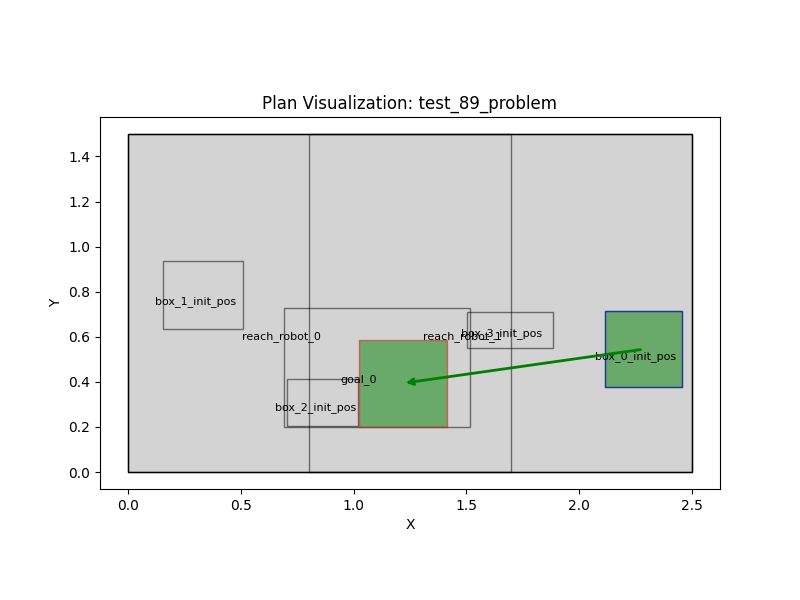 Plan Visualization: test_89_problem
Y
1.4
1.2
1.0
0.8
0.6
0.4
0.2
0.0
box_1_init_pos
reach_robot_0
reach_robot_1
box_3_init_pos
box_0_init_pos
goal_0
box_2_init_pos
0.0
0.5
1.0
1.5
2.0
2.5
X